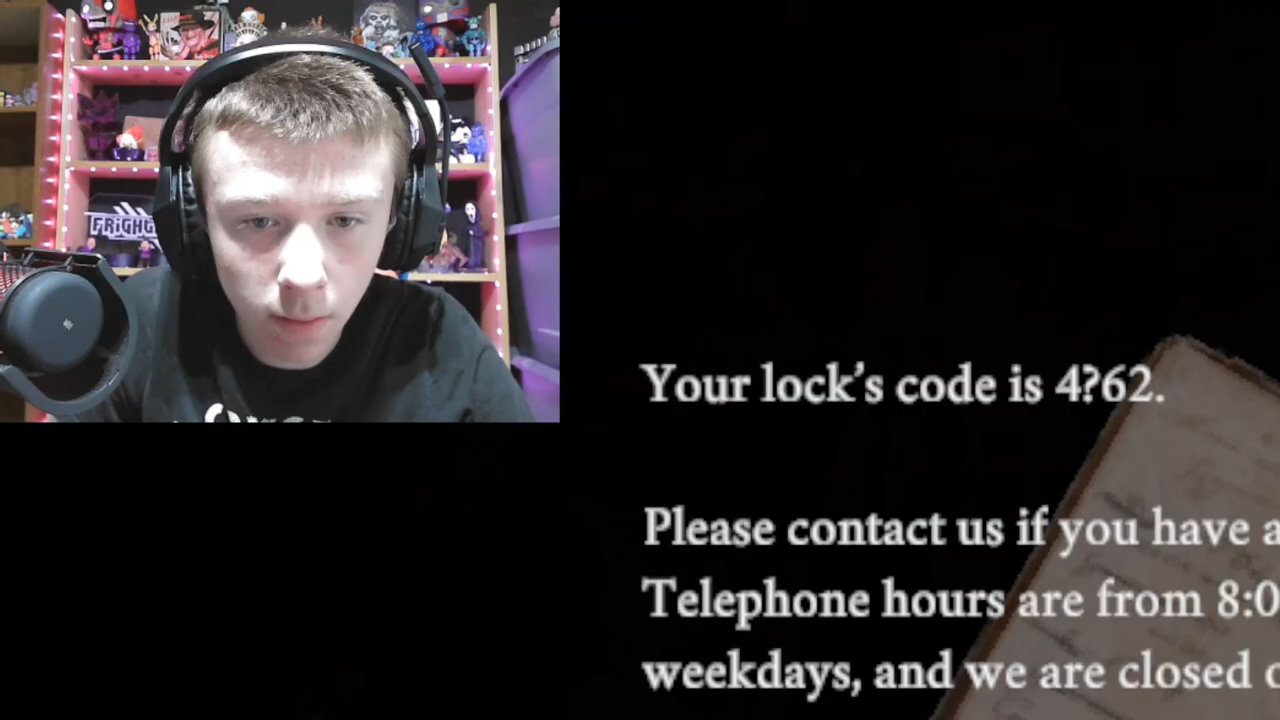 FRiGHT
Your lock's code is 4?62.
Please contact us if you have a
Telephone hours are from 8:0
weekdays, and we are closed